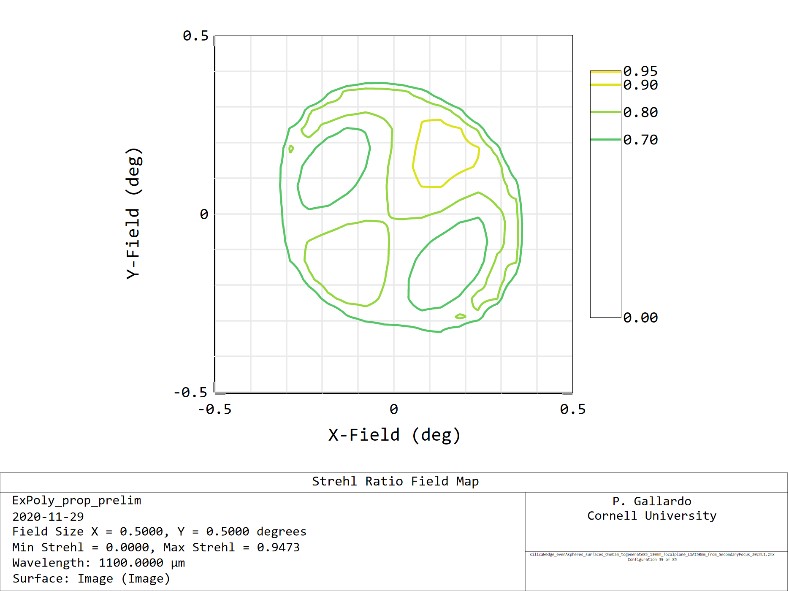 0.5
0
-0.5
-0.5
0
0.5
Y-Field (deg)
X-Field (deg)
0.95
0.90
0.80
0.70
0.00
Strehl Ratio Field Map
ExPoly_prop_prelim
2020-11-29
Field Size X = 0.5000, Y = 0.5000 degrees
Min Strehl = 0.0000, Max Strehl = 0.9473
Wavelength: 1100.0000 µm
Surface: Image (Image)
P. Gallardo
Cornell University